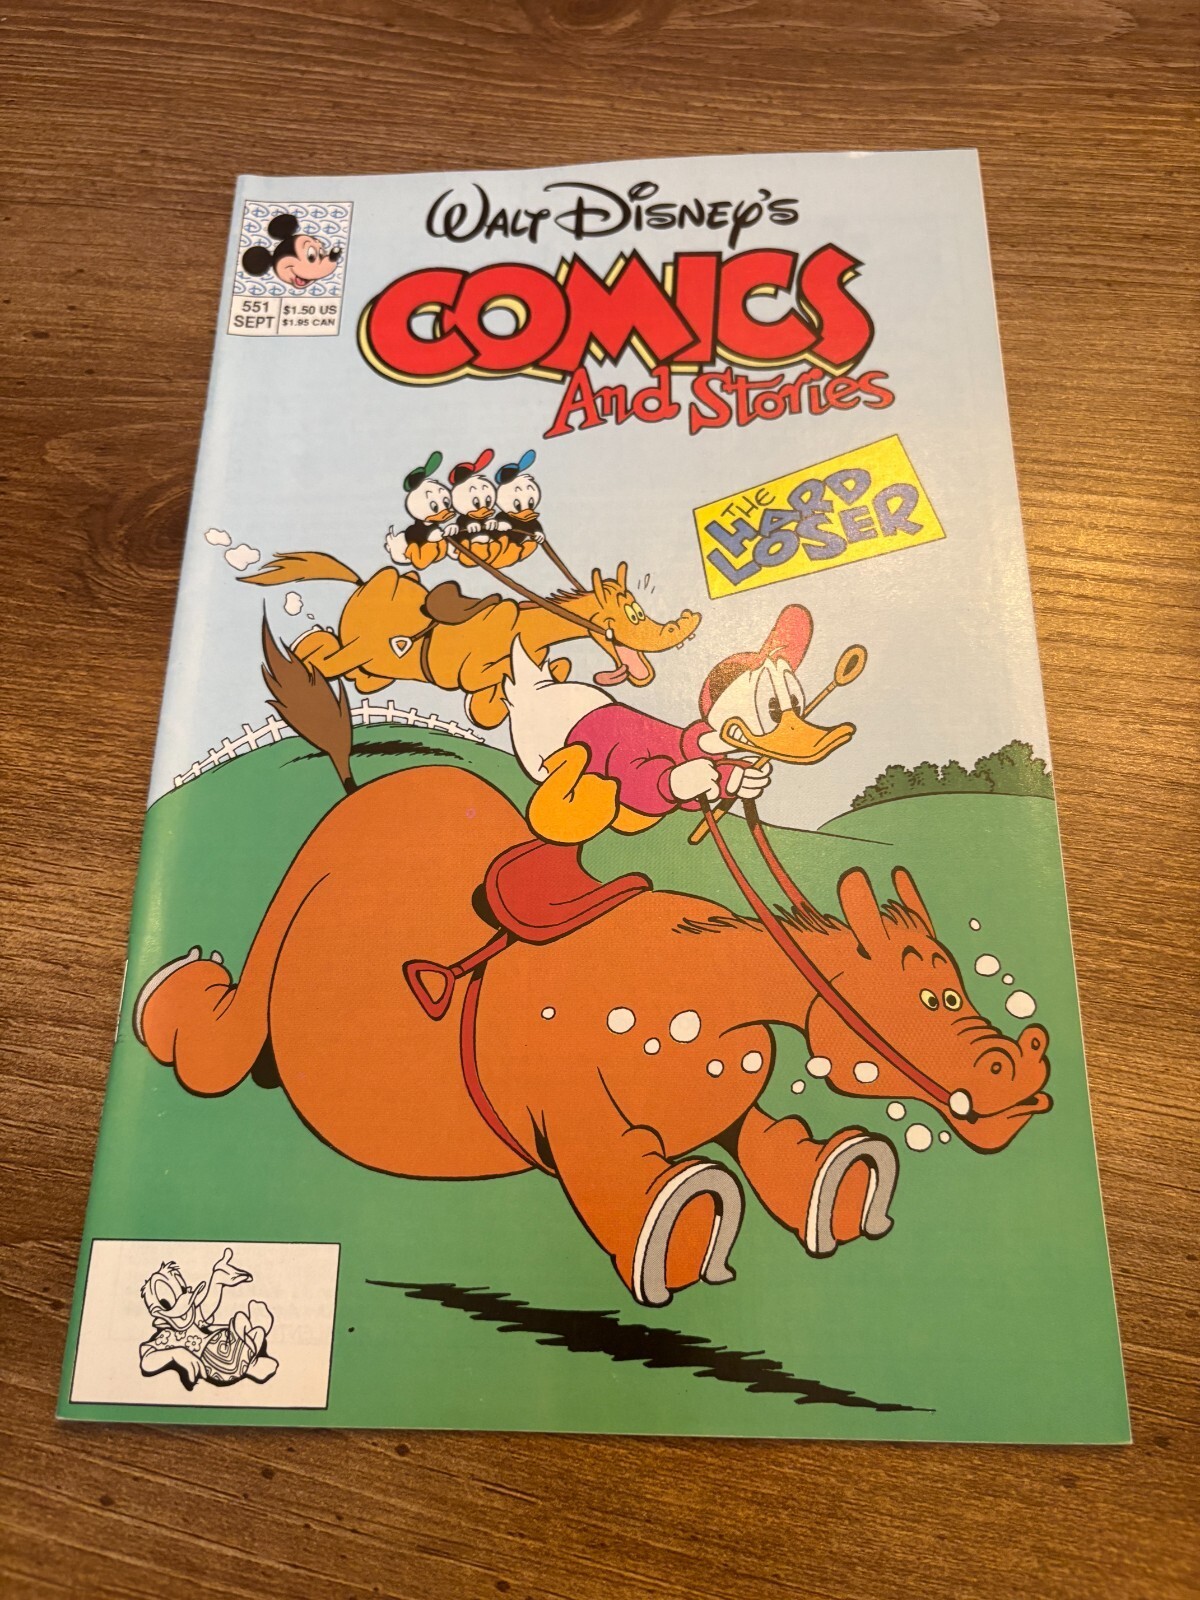 WALT DISNEY'S
COMICS
And Stories
551
SEPT
$1.50 US
$1.95 CAN
THE
HARD
LOSER